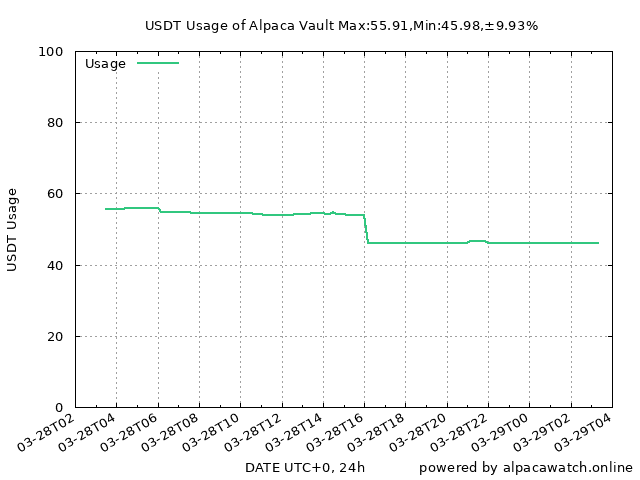 USDT Usage of Alpaca Vault Max:55.91,Min:45.98,±9.93%
100
Usage
80
60
40
20
0
USDT Usage
03-28T02
03-28T04
03-28T06
03-28T08
03-28T10
03-28T12
03-28T14
03-28T16
03-28T18
03-28T20
03-28T22
03-29T00
03-29T02
03-29T04
DATE UTC+0, 24h
powered by alpacawatch.online